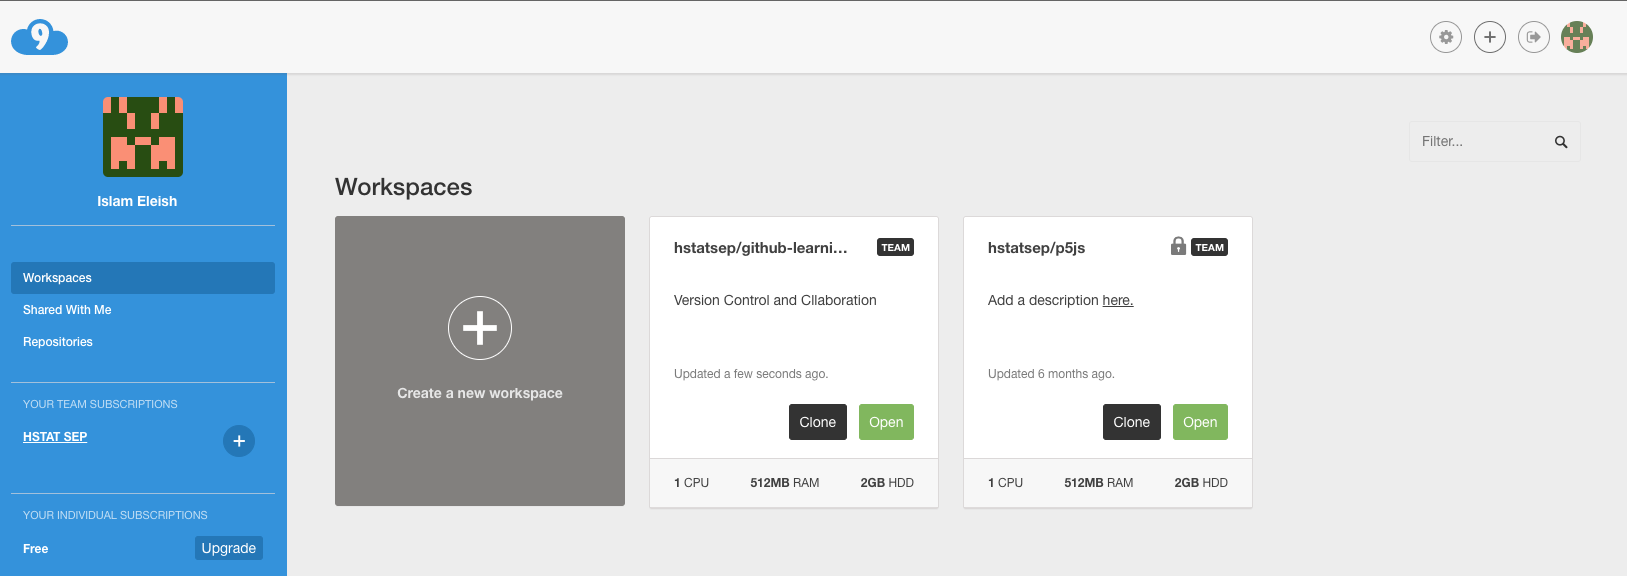 9
Islam Eleish
Workspaces
Shared With Me
Repositories
YOUR TEAM SUBSCRIPTIONS
HSTAT SEP
YOUR INDIVIDUAL SUBSCRIPTIONS
Free
Upgrade
Filter...
Workspaces
Create a new workspace
hstatsep/github-learni...
TEAM
Version Control and Cllaboration
Updated a few seconds ago.
Clone
Open
1 CPU
512MB RAM
2GB HDD
hstatsep/p5js
TEAM
Add a description here.
Updated 6 months ago.
Clone
Open
1 CPU
512MB RAM
2GB HDD